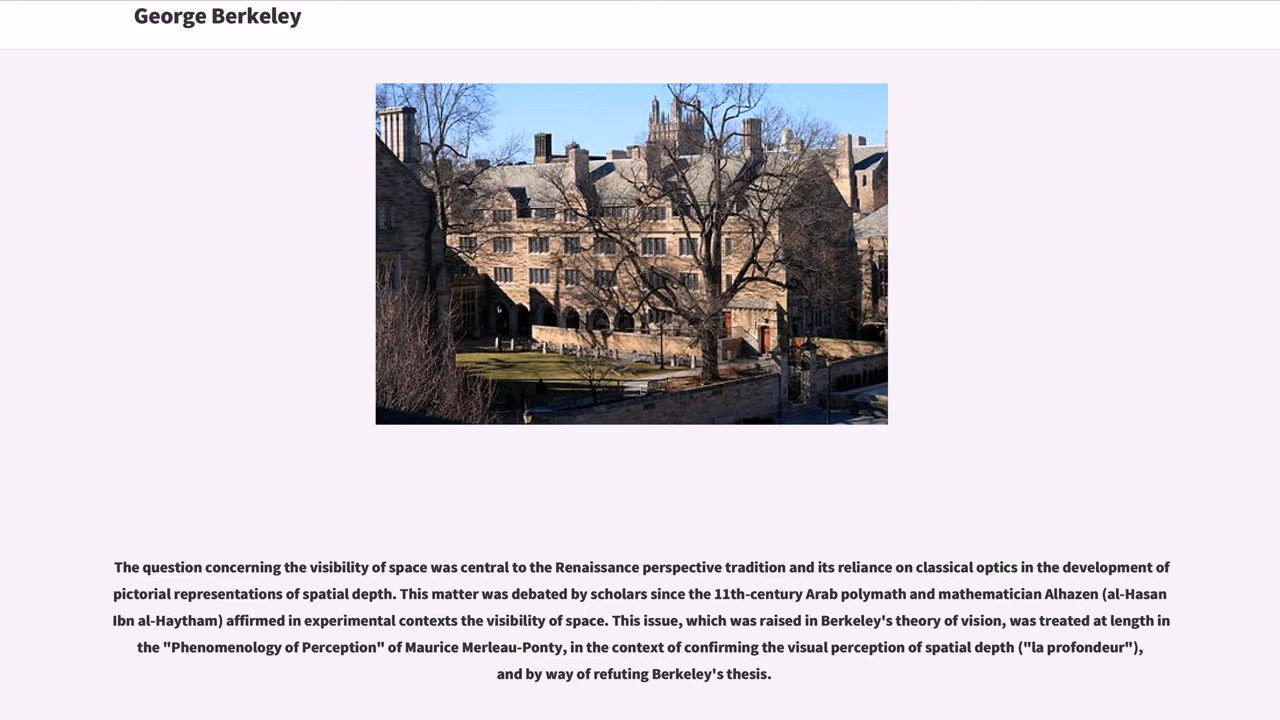 George Berkeley
The question concerning the visibility of space was central to the Renaissance perspective tradition and its reliance on classical optics in the development of
pictorial representations of spatial depth. This matter was debated by scholars since the 11th-century Arab polymath and mathematician Alhazen (al-Hasan
Ibn al-Haytham) affirmed in experimental contexts the visibility of space. This issue, which was raised in Berkeley's theory of vision, was treated at length in
the "Phenomenology of Perception" of Maurice Merleau-Ponty, in the context of confirming the visual perception of spatial depth ("la profondeur"),
and by way of refuting Berkeley's thesis.